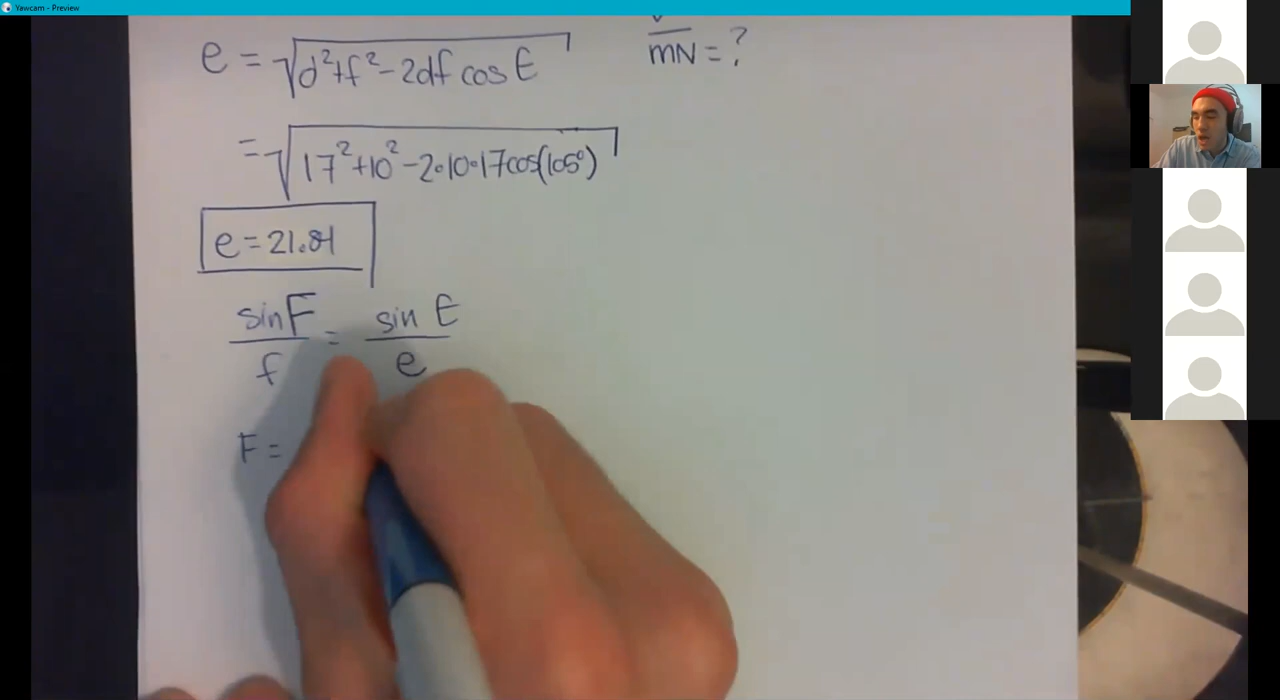 Yawcam - Preview
e = √d²+f²-2df cos E
mN = ?
= √17²+10²-2•10•17cos(105°)
e = 21.81
sin F / f = sin E / e
F =